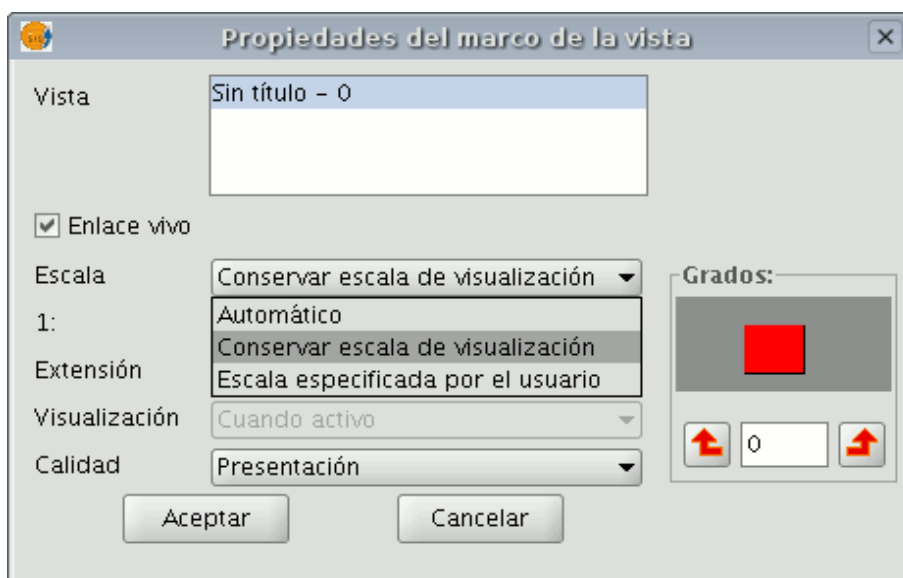 Propiedades del marco de la vista
Vista
Sin título - 0
Enlace vivo
Escala
Conservar escala de visualización
Grados:
1:
Automático
Conservar escala de visualización
Extensión
Escala especificada por el usuario
Visualización
Cuando activo
0
Calidad
Presentación
Aceptar
Cancelar